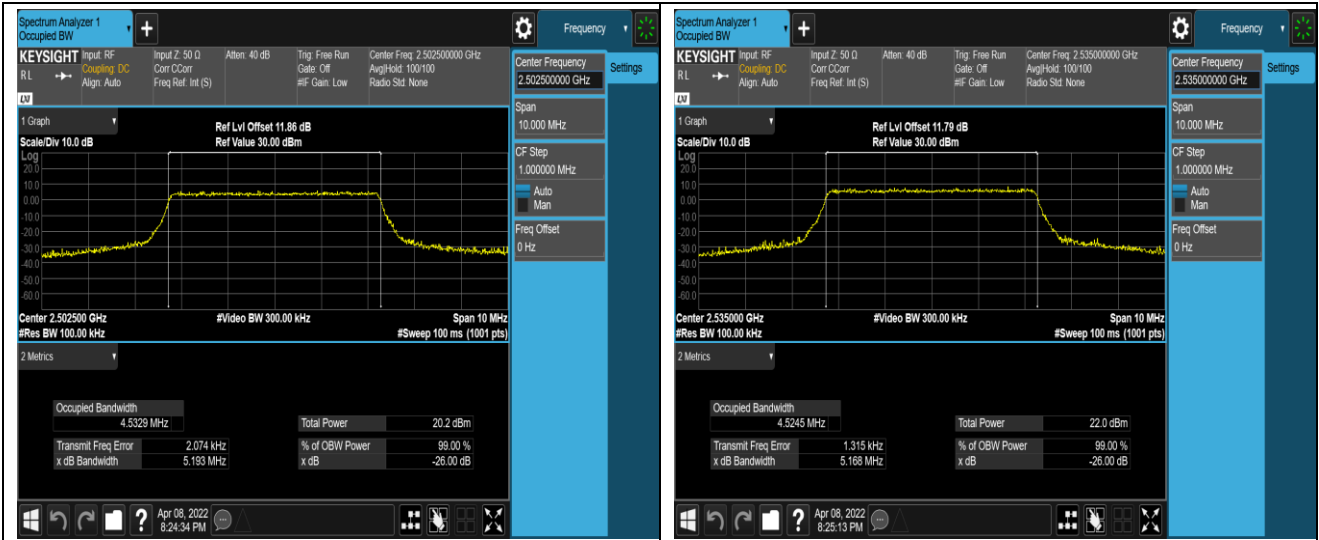 Spectrum Analyzer 1
Occupied BW
+
Frequency
KEYSIGHT Input: RF Input Z: 50 Ω Atten: 40 dB Trig: Free Run Center Freq: 2.502500000 GHz
Coupling: DC Corr CCorr Gate: Off Avg|Hold: 100/100
RL Align: Auto Freq Ref: Int (S) #IF Gain: Low Radio Std: None
LXI
Center Frequency
2.502500000 GHz
Settings
Span
10.000 MHz
CF Step
1.000000 MHz
Auto
Man
Freq Offset
0 Hz
1 Graph
Ref Lvl Offset 11.86 dB
Scale/Div 10.0 dB Ref Value 30.00 dBm
Log
20.0
10.0
0.00
-10.0
-20.0
-30.0
-40.0
-50.0
-60.0
Center 2.502500 GHz #Video BW 300.00 kHz Span 10 MHz
#Res BW 100.00 kHz #Sweep 100 ms (1001 pts)
2 Metrics
Occupied Bandwidth
4.5329 MHz Total Power 20.2 dBm
Transmit Freq Error 2.074 kHz % of OBW Power 99.00 %
x dB Bandwidth 5.193 MHz x dB -26.00 dB
? Apr 08, 2022
8:24:34 PM
Spectrum Analyzer 1
Occupied BW
+
Frequency
KEYSIGHT Input: RF Input Z: 50 Ω Atten: 40 dB Trig: Free Run Center Freq: 2.535000000 GHz
Coupling: DC Corr CCorr Gate: Off Avg|Hold: 100/100
RL Align: Auto Freq Ref: Int (S) #IF Gain: Low Radio Std: None
LXI
Center Frequency
2.535000000 GHz
Settings
Span
10.000 MHz
CF Step
1.000000 MHz
Auto
Man
Freq Offset
0 Hz
1 Graph
Ref Lvl Offset 11.79 dB
Scale/Div 10.0 dB Ref Value 30.00 dBm
Log
20.0
10.0
0.00
-10.0
-20.0
-30.0
-40.0
-50.0
-60.0
Center 2.535000 GHz #Video BW 300.00 kHz Span 10 MHz
#Res BW 100.00 kHz #Sweep 100 ms (1001 pts)
2 Metrics
Occupied Bandwidth
4.5245 MHz Total Power 22.0 dBm
Transmit Freq Error 1.315 kHz % of OBW Power 99.00 %
x dB Bandwidth 5.168 MHz x dB -26.00 dB
? Apr 08, 2022
8:25:13 PM